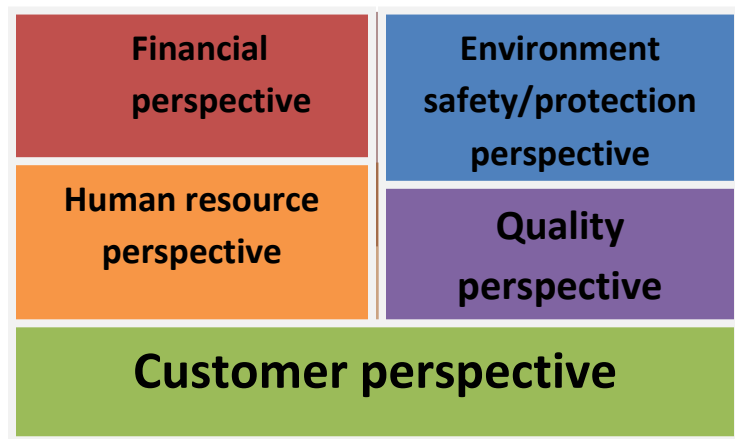 Financial
perspective
Environment
safety/protection
perspective
Human resource
perspective
Quality
perspective
Customer perspective